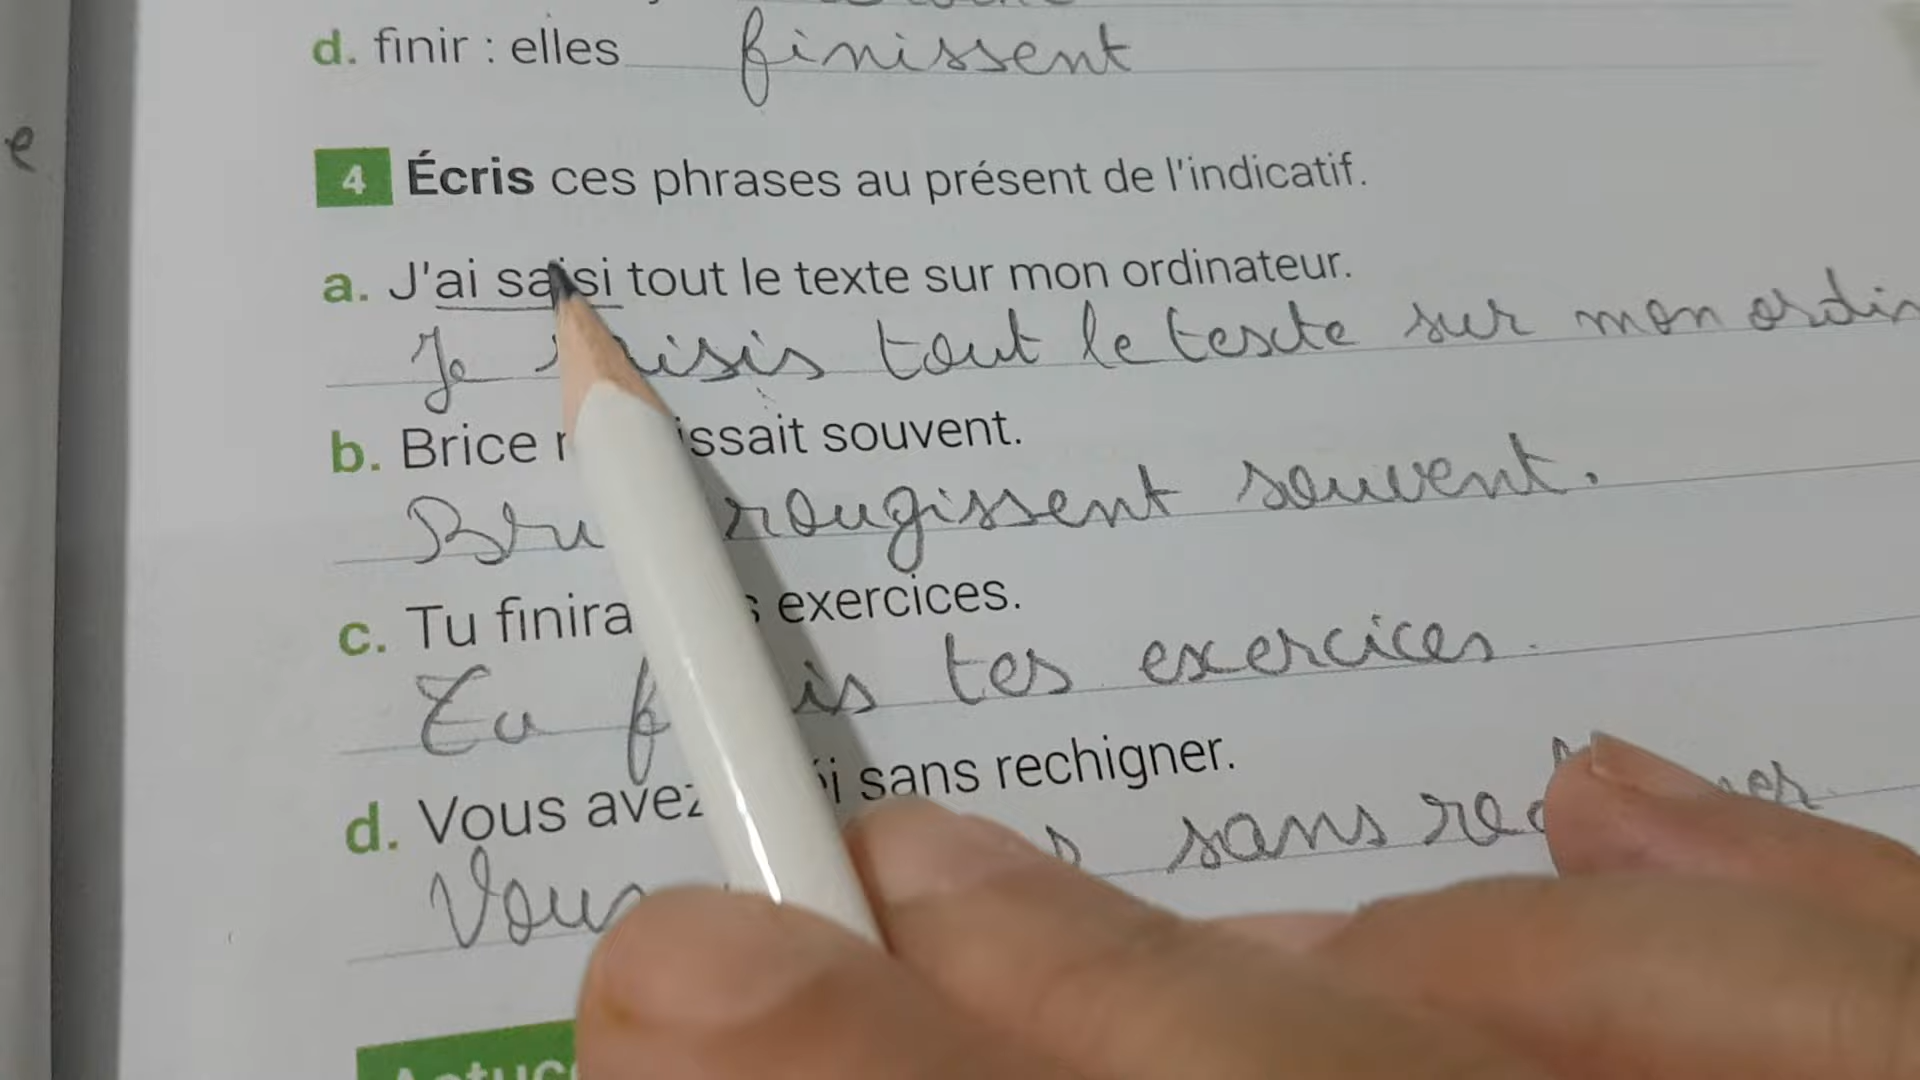 d. finir : elles finissent
e
4 Écris ces phrases au présent de l'indicatif.
a. J'ai saisi tout le texte sur mon ordinateur.
Je saisis tout le texte sur mon ordin
b. Brice issait souvent.
rougissent souvent.
c. Tu finira exercices.
Tu tes exercices.
d. Vous avez sans rechigner.
Vous sans